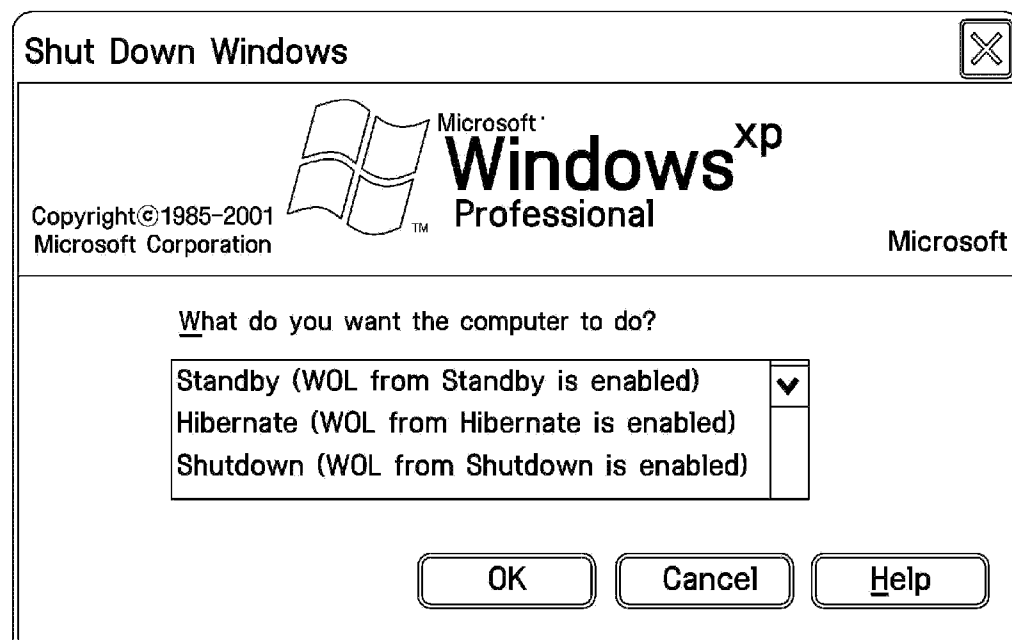 Shut Down Windows
Microsoft
Windows xp
Professional
TM
Copyright©1985-2001
Microsoft Corporation
Microsoft
What do you want the computer to do?
Standby (WOL from Standby is enabled)
Hibernate (WOL from Hibernate is enabled)
Shutdown (WOL from Shutdown is enabled)
OK Cancel Help